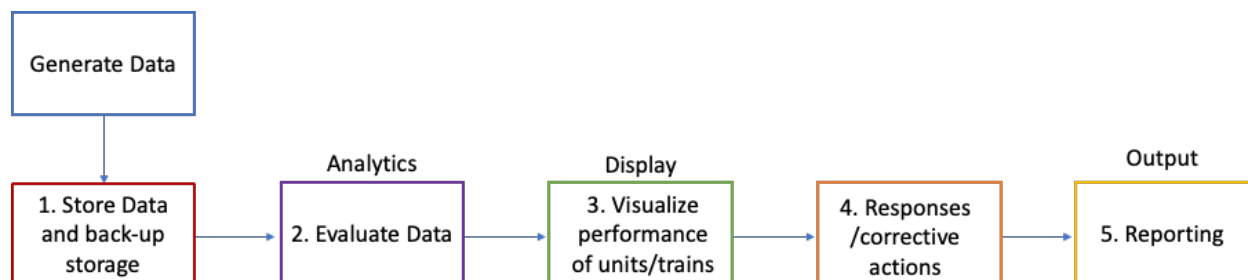 Generate Data
Analytics
Display
Output
1. Store Data
and back-up
storage
2. Evaluate Data
3. Visualize
performance
of units/trains
4. Responses
/corrective
actions
5. Reporting